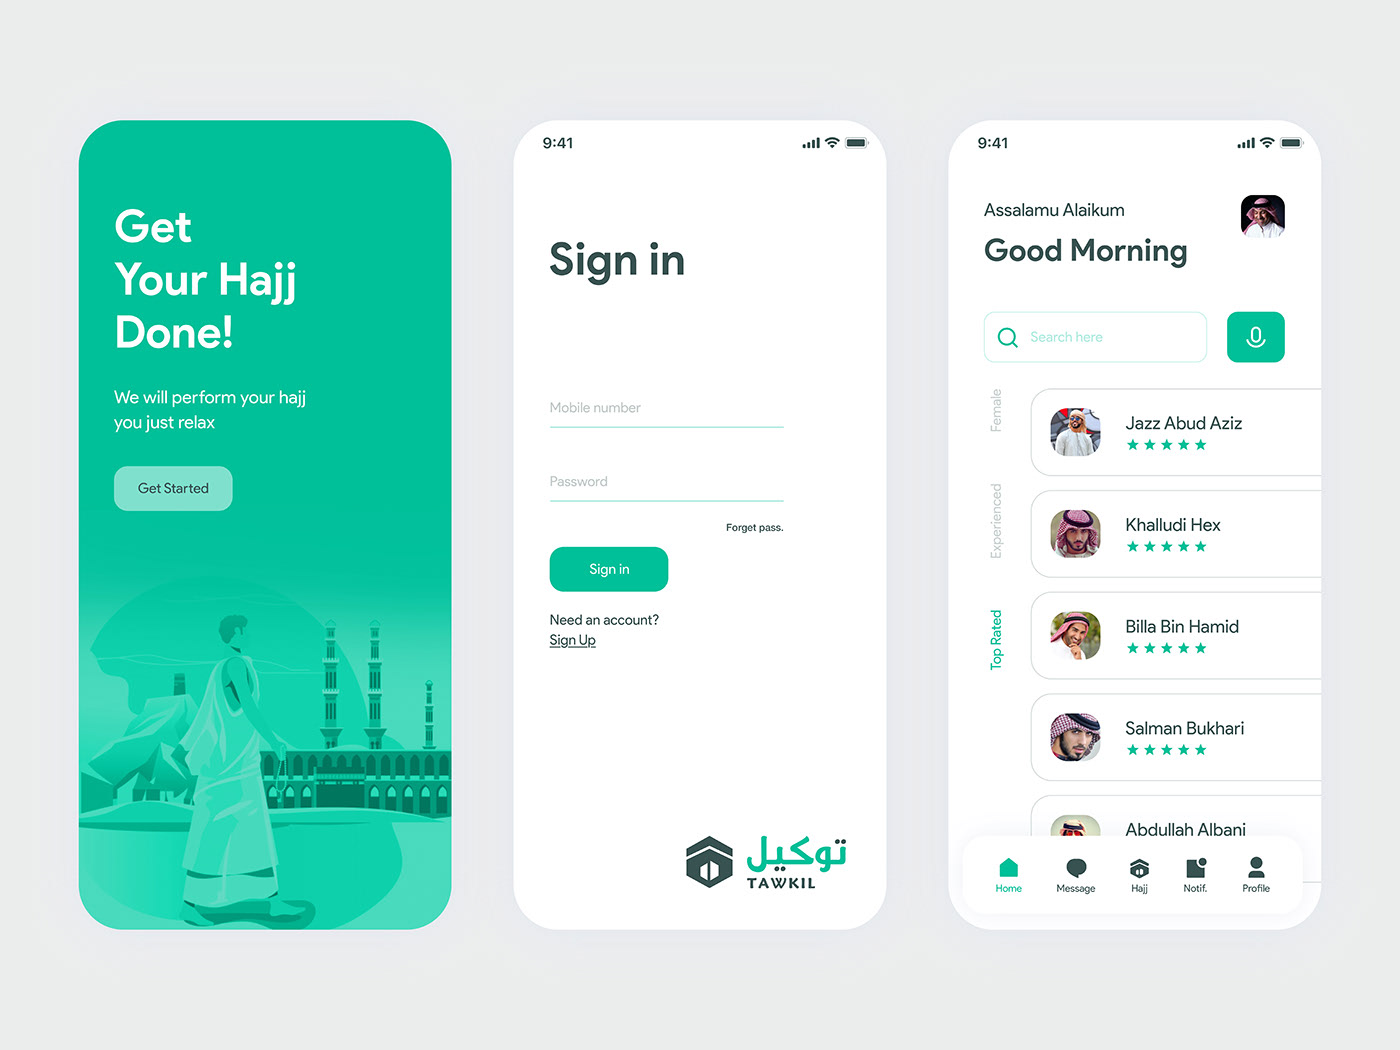 Get
Your Hajj
Done!
We will perform your hajj
you just relax
Get Started
9:41
Sign in
Mobile number
Password
Forget pass.
Sign in
Need an account?
Sign Up
توكيل
TAWKIL
9:41
Assalamu Alaikum
Good Morning
Search here
Female
Experienced
Top Rated
Jazz Abud Aziz
Khalludi Hex
Billa Bin Hamid
Salman Bukhari
Abdullah Albani
Home
Message
Hajj
Notif.
Profile